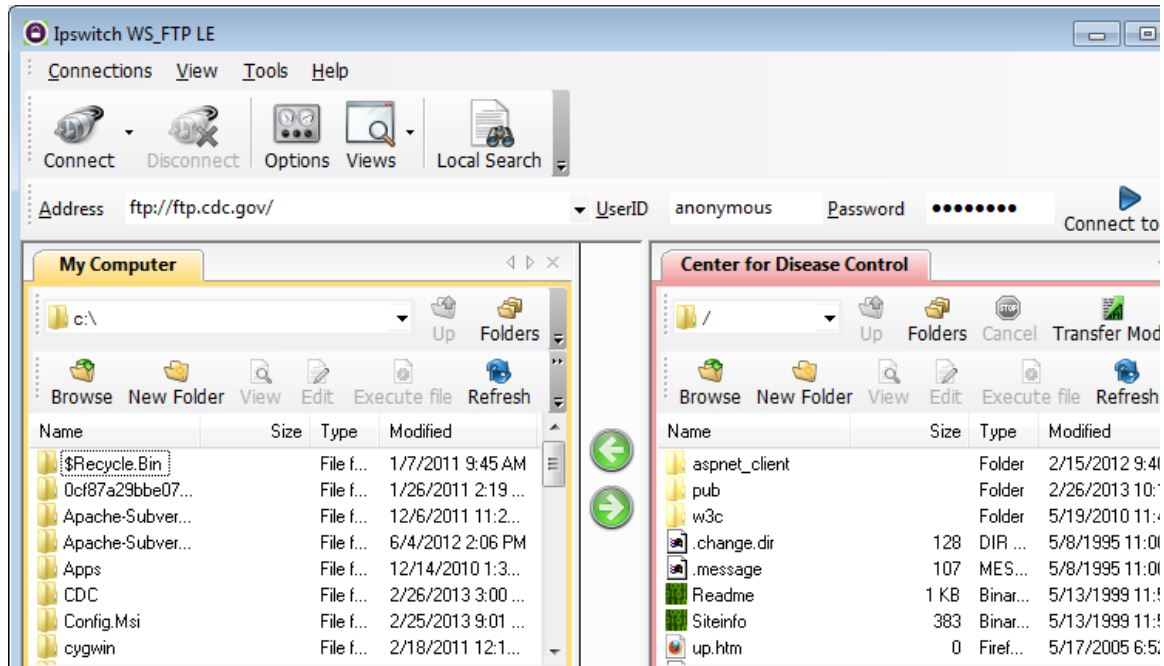 Ipswitch WS_FTP LE
Connections View Tools Help
Connect Disconnect Options Views Local Search
Address ftp://ftp.cdc.gov/ UserID anonymous Password ••••••••
Connect to
My Computer
c:\ Up Folders
Browse New Folder View Edit Execute file Refresh
Name Size Type Modified
$Recycle.Bin File f... 1/7/2011 9:45 AM
0cf87a29bbe07... File f... 1/26/2011 2:19 ...
Apache-Subver... File f... 12/6/2011 11:2...
Apache-Subver... File f... 6/4/2012 2:06 PM
Apps File f... 12/14/2010 1:3...
CDC File f... 2/26/2013 3:00 ...
Config.Msi File f... 2/25/2013 9:01 ...
cygwin File f... 2/18/2011 12:1...
Center for Disease Control
/ Up Folders Cancel Transfer Mod
STOP
Browse New Folder View Edit Execute file Refresh
Name Size Type Modified
aspnet_client Folder 2/15/2012 9:40
pub Folder 2/26/2013 10:1
w3c Folder 5/19/2010 11:4
.change.dir 128 DIR ... 5/8/1995 11:00
.message 107 MES... 5/8/1995 11:00
Readme 1 KB Binar... 5/13/1999 11:5
Siteinfo 383 Binar... 5/13/1999 11:5
up.htm 0 Firef... 5/17/2005 6:52